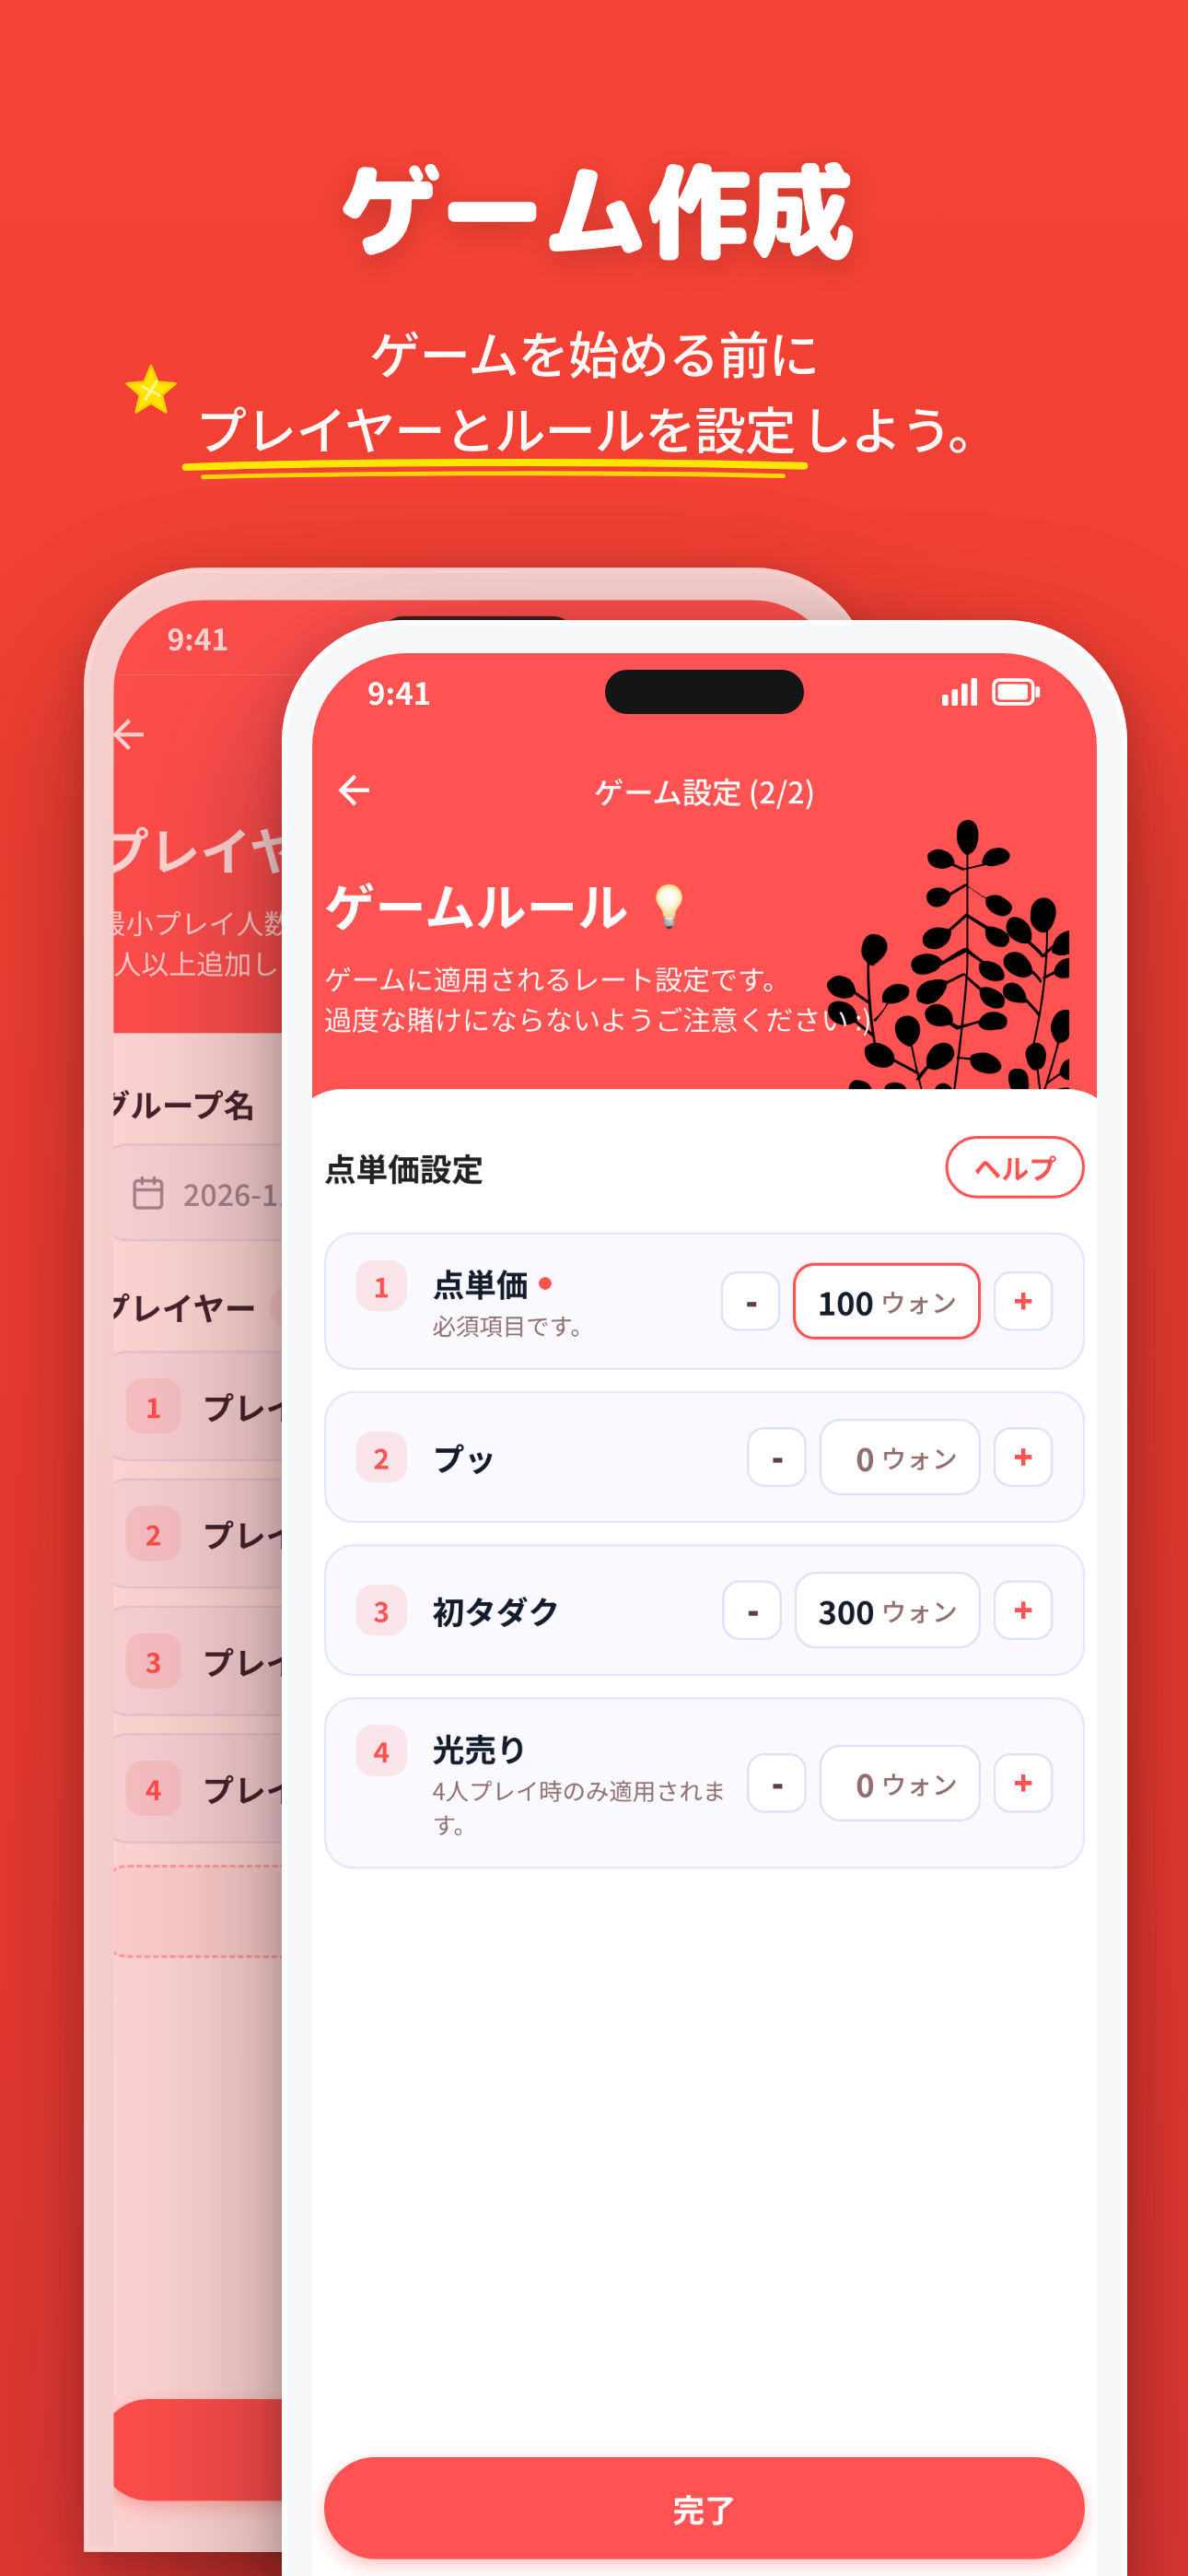 ゲーム作成
ゲームを始める前に
プレイヤーとルールを設定しよう。
9:41
プレイヤ
最小プレイ人数
人以上追加し
グループ名
2026-1
プレイヤー
1 プレイ
2 プレイ
3 プレイ
4 プレイ
9:41
ゲーム設定 (2/2)
ゲームルール
ゲームに適用されるレート設定です。
過度な賭けにならないようご注意ください :)
点単価設定
ヘルプ
1 点単価 - 100 ウォン +
必須項目です。
2 プッ - 0 ウォン +
3 初タダク - 300 ウォン +
4 光売り - 0 ウォン +
4人プレイ時のみ適用されま
す。
完了